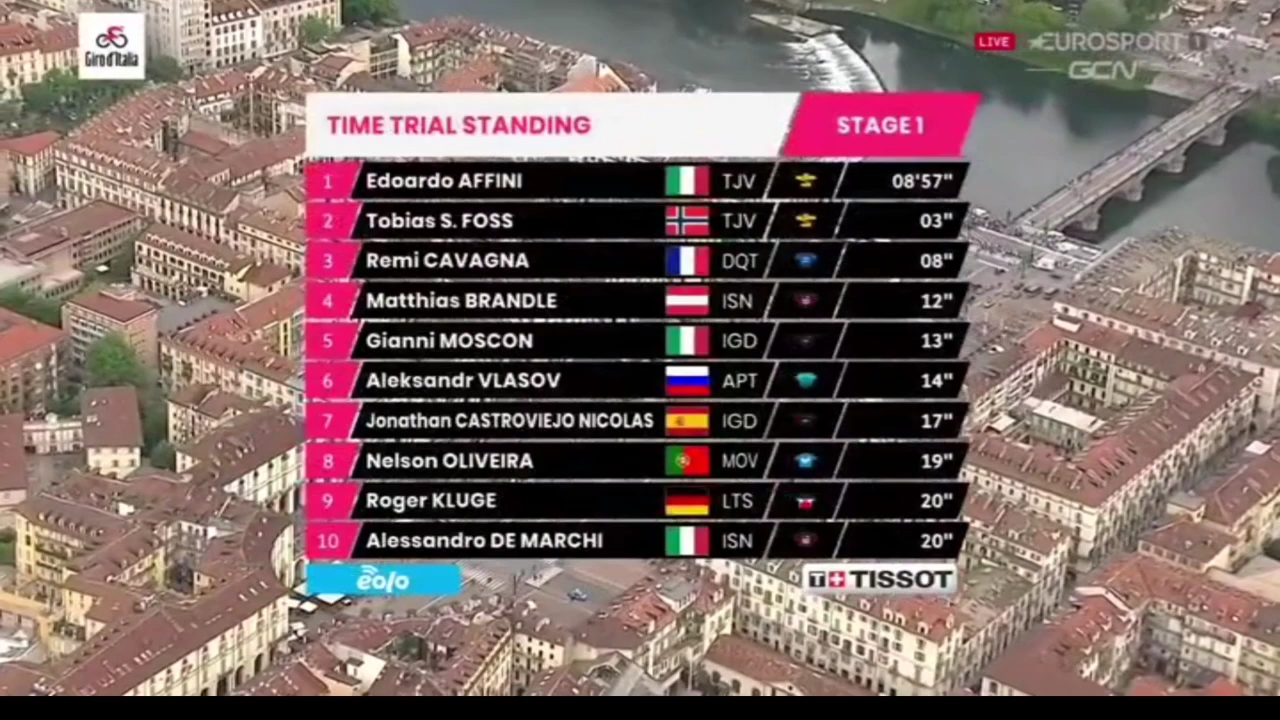 Giro d'Italia
LIVE EUROSPORT 1
GCN
TIME TRIAL STANDING STAGE 1
1 Edoardo AFFINI TJV 08'57"
2 Tobias S. FOSS TJV 03"
3 Remi CAVAGNA DQT 08"
4 Matthias BRANDLE ISN 12"
5 Gianni MOSCON IGD 13"
6 Aleksandr VLASOV APT 14"
7 Jonathan CASTROVIEJO NICOLAS IGD 17"
8 Nelson OLIVEIRA MOV 19"
9 Roger KLUGE LTS 20"
10 Alessandro DE MARCHI ISN 20"
eolo T+ TISSOT